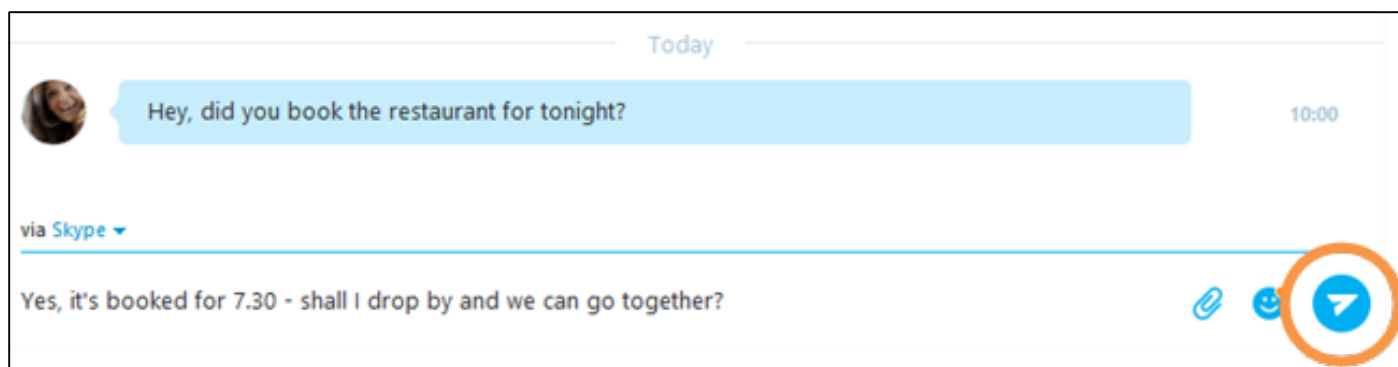 Today
Hey, did you book the restaurant for tonight?
10:00
via Skype
Yes, it's booked for 7.30 - shall I drop by and we can go together?